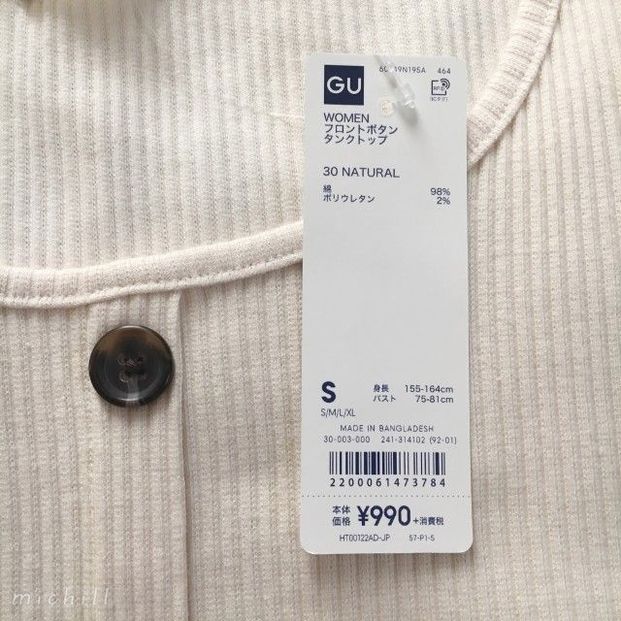 GU
464
WOMEN
フロントボタン
タンクトップ
30 NATURAL
綿 98%
ポリウレタン 2%
S 身長 155-164cm
バスト 75-81cm
S/M/L/XL
MADE IN BANGLADESH
30-003-000 241-314102 (92-01)
2200061473784
本体
価格 ¥990 +消費税
HT00122AD-JP 57-P1-5
michill